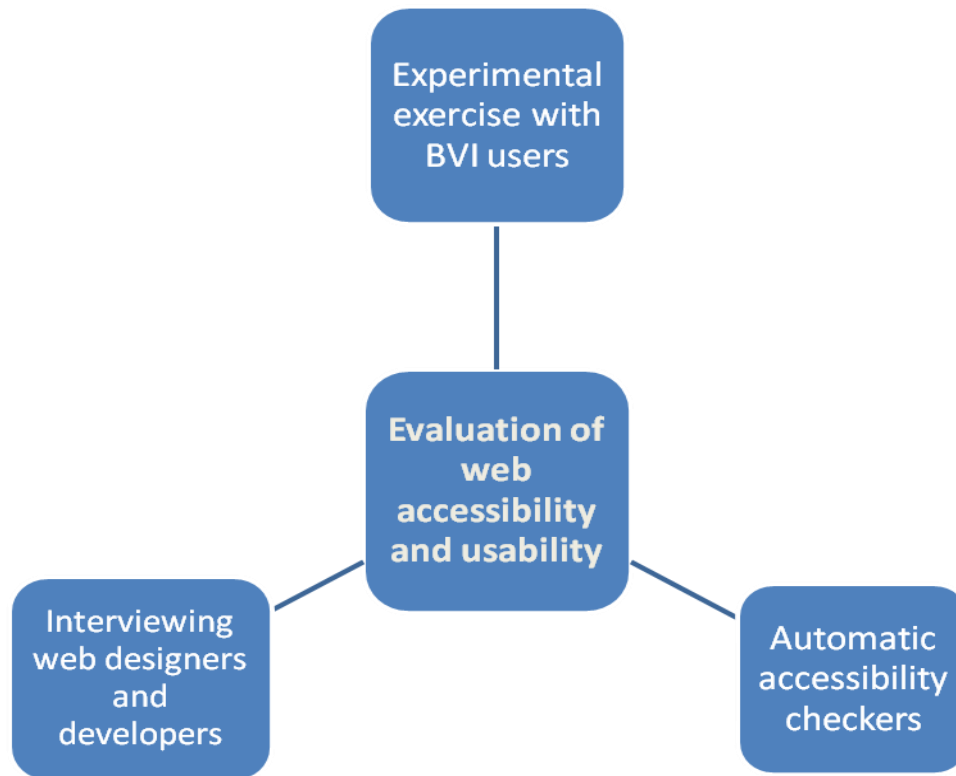 Experimental
exercise with
BVI users
Evaluation of
web
accessibility
and usability
Interviewing
web designers
and
developers
Automatic
accessibility
checkers